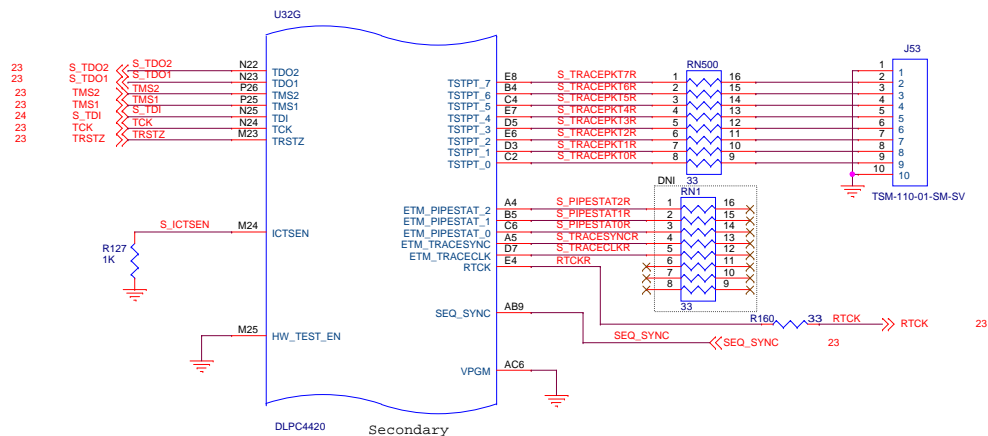 U32G
J53
23 S_TDO2 S_TDO2 N22 TDO2
23 S_TDO1 S_TDO1 N23 TDO1
23 TMS2 TMS2 P26 TMS2
23 TMS1 TMS1 P25 TMS1
24 S_TDI S_TDI N25 TDI
23 TCK TCK N24 TCK
23 TRSTZ TRSTZ M23 TRSTZ
RN500
TSTPT_7 E8 S_TRACEPKT7R 1 16
TSTPT_6 B4 S_TRACEPKT6R 2 15
TSTPT_5 C4 S_TRACEPKT5R 3 14
TSTPT_4 E7 S_TRACEPKT4R 4 13
TSTPT_3 D5 S_TRACEPKT3R 5 12
TSTPT_2 E6 S_TRACEPKT2R 6 11
TSTPT_1 D3 S_TRACEPKT1R 7 10
TSTPT_0 C2 S_TRACEPKT0R 8 9
33
1 1
2 2
3 3
4 4
5 5
6 6
7 7
8 8
9 9
10 10
TSM-110-01-SM-SV
DNI
RN1
ETM_PIPESTAT_2 A4 S_PIPESTAT2R 1 16
ETM_PIPESTAT_1 B5 S_PIPESTAT1R 2 15
ETM_PIPESTAT_0 C6 S_PIPESTAT0R 3 14
ETM_TRACESYNC A5 S_TRACESYNCR 4 13
ETM_TRACECLK D7 S_TRACECLKR 5 12
RTCK E4 RTCKR 6 11
7 10
8 9
33
S_ICTSEN M24 ICTSEN
R127
1K
M25 HW_TEST_EN
SEQ_SYNC AB9
R160 33 RTCK RTCK 23
SEQ_SYNC SEQ_SYNC 23
VPGM AC6
DLPC4420
Secondary